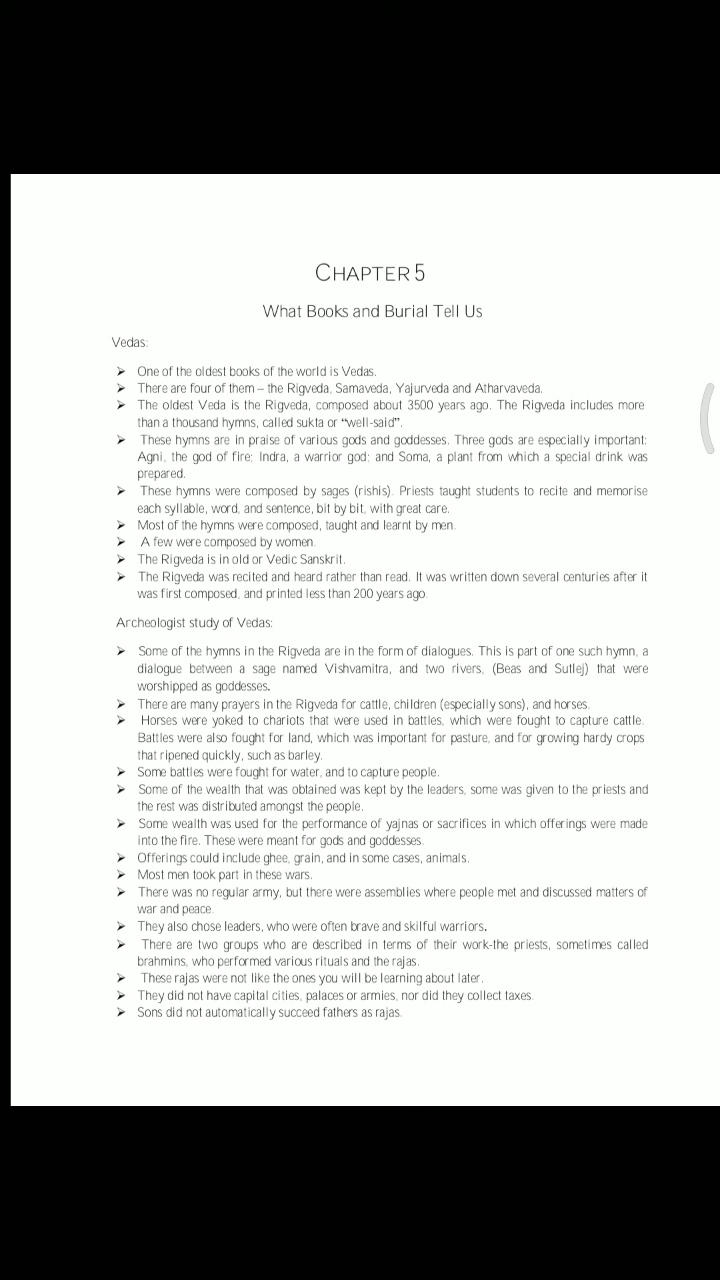 CHAPTER 5
What Books and Burial Tell Us
Vedas:
➢ One of the oldest books of the world is Vedas.
➢ There are four of them – the Rigveda, Samaveda, Yajurveda and Atharvaveda.
➢ The oldest Veda is the Rigveda, composed about 3500 years ago. The Rigveda includes more
than a thousand hymns, called sukta or “well-said”.
➢ These hymns are in praise of various gods and goddesses. Three gods are especially important:
Agni, the god of fire; Indra, a warrior god; and Soma, a plant from which a special drink was
prepared.
➢ These hymns were composed by sages (rishis). Priests taught students to recite and memorise
each syllable, word, and sentence, bit by bit, with great care.
➢ Most of the hymns were composed, taught and learnt by men.
➢ A few were composed by women.
➢ The Rigveda is in old or Vedic Sanskrit.
➢ The Rigveda was recited and heard rather than read. It was written down several centuries after it
was first composed, and printed less than 200 years ago.
Archeologist study of Vedas:
➢ Some of the hymns in the Rigveda are in the form of dialogues. This is part of one such hymn, a
dialogue between a sage named Vishvamitra, and two rivers, (Beas and Sutlej) that were
worshipped as goddesses.
➢ There are many prayers in the Rigveda for cattle, children (especially sons), and horses.
➢ Horses were yoked to chariots that were used in battles, which were fought to capture cattle.
Battles were also fought for land, which was important for pasture, and for growing hardy crops
that ripened quickly, such as barley.
➢ Some battles were fought for water, and to capture people.
➢ Some of the wealth that was obtained was kept by the leaders, some was given to the priests and
the rest was distributed amongst the people.
➢ Some wealth was used for the performance of yajnas or sacrifices in which offerings were made
into the fire. These were meant for gods and goddesses.
➢ Offerings could include ghee, grain, and in some cases, animals.
➢ Most men took part in these wars.
➢ There was no regular army, but there were assemblies where people met and discussed matters of
war and peace.
➢ They also chose leaders, who were often brave and skilful warriors.
➢ There are two groups who are described in terms of their work-the priests, sometimes called
brahmins, who performed various rituals and the rajas.
➢ These rajas were not like the ones you will be learning about later.
➢ They did not have capital cities, palaces or armies, nor did they collect taxes.
➢ Sons did not automatically succeed fathers as rajas.